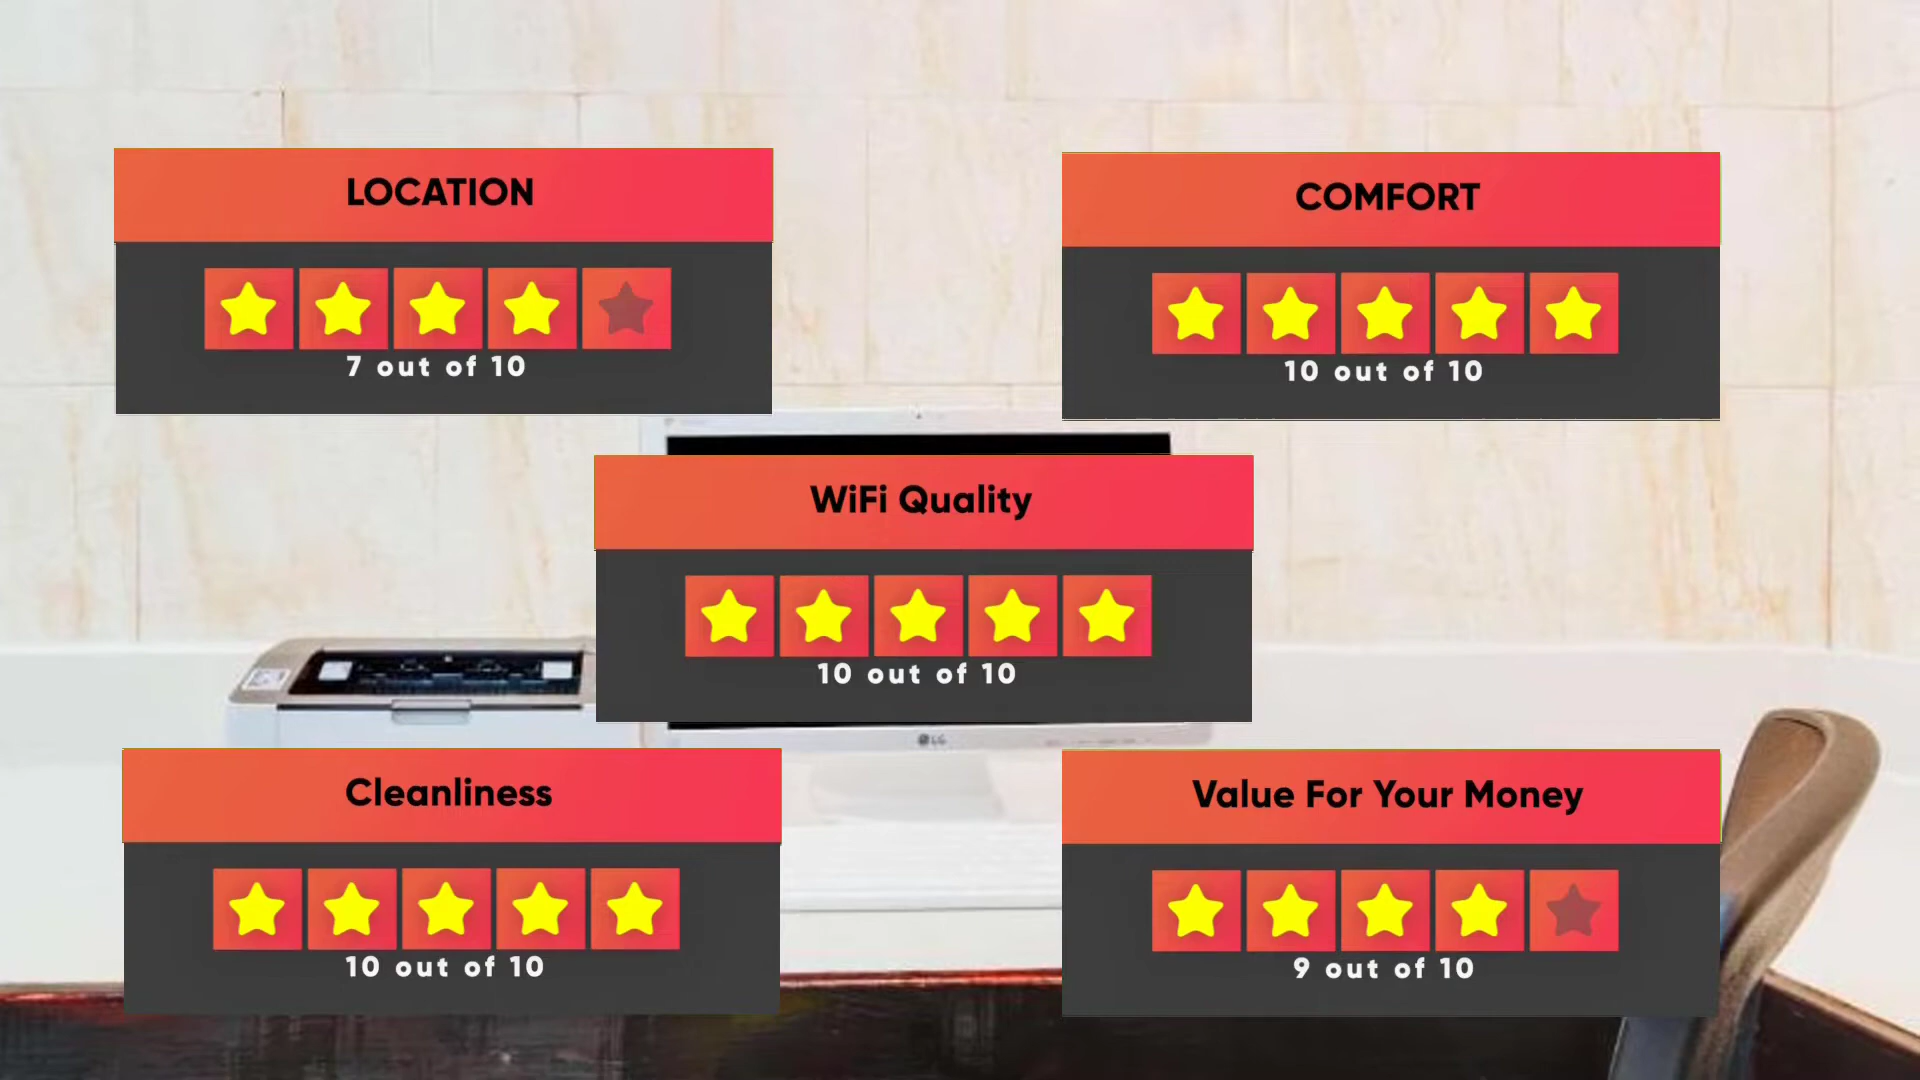 LOCATION
7 out of 10
COMFORT
10 out of 10
WiFi Quality
10 out of 10
LG
Cleanliness
10 out of 10
Value For Your Money
9 out of 10